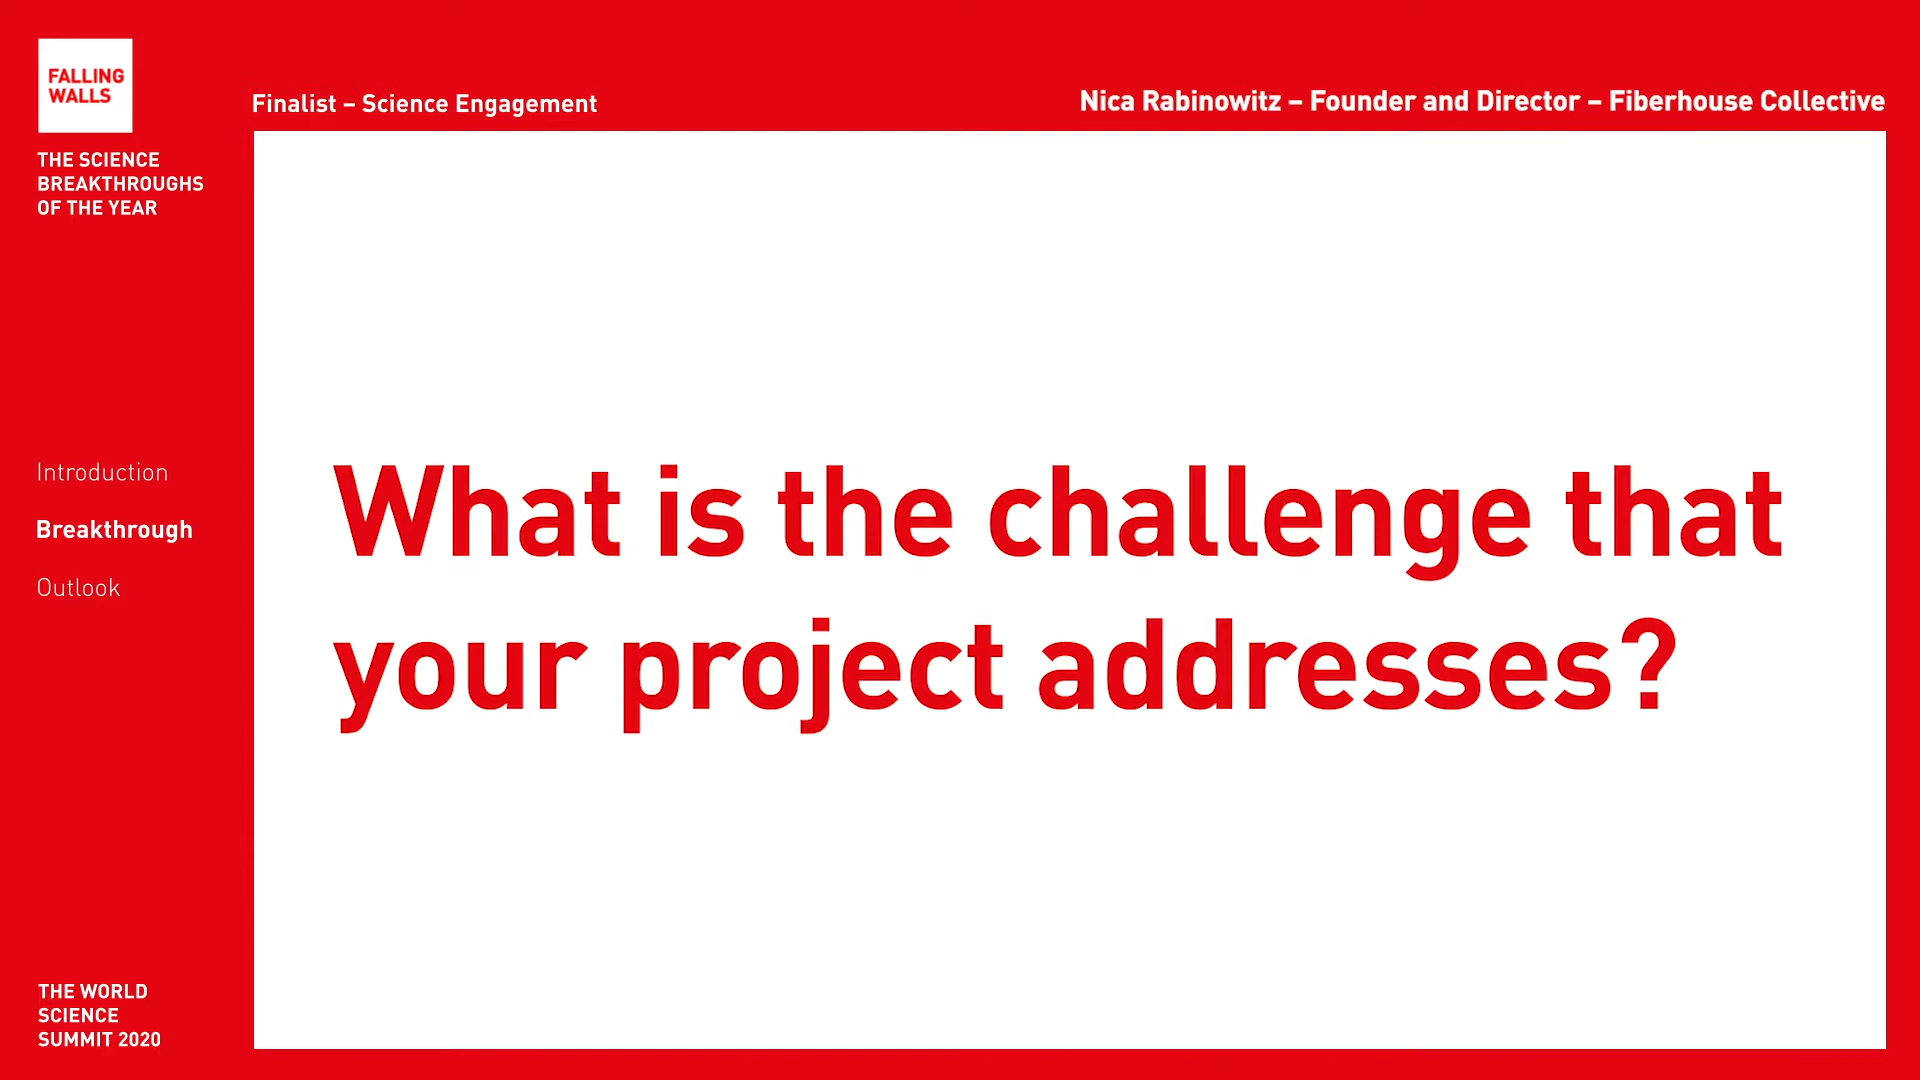 FALLING
WALLS
THE SCIENCE
BREAKTHROUGHS
OF THE YEAR
Finalist – Science Engagement
Nica Rabinowitz – Founder and Director – Fiberhouse Collective
Introduction
Breakthrough
Outlook
What is the challenge that
your project addresses?
THE WORLD
SCIENCE
SUMMIT 2020